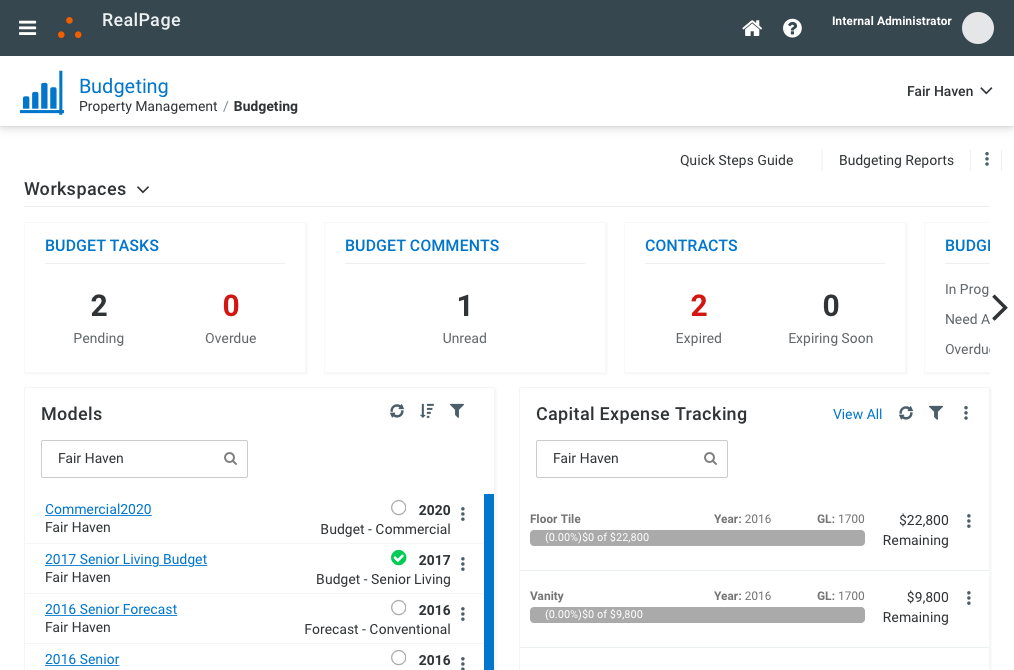 RealPage
Internal Administrator
Budgeting
Property Management / Budgeting
Fair Haven
Quick Steps Guide
Budgeting Reports
Workspaces
BUDGET TASKS
2
Pending
0
Overdue
BUDGET COMMENTS
1
Unread
CONTRACTS
2
Expired
0
Expiring Soon
BUDG
In Prog
Need A
Overdu
Models
Fair Haven
Commercial2020
2020
Fair Haven
Budget - Commercial
2017 Senior Living Budget
2017
Fair Haven
Budget - Senior Living
2016 Senior Forecast
2016
Fair Haven
Forecast - Conventional
2016 Senior
2016
Capital Expense Tracking
View All
Fair Haven
Floor Tile
Year: 2016
GL: 1700
$22,800
(0.00%)$0 of $22,800
Remaining
Vanity
Year: 2016
GL: 1700
$9,800
(0.00%)$0 of $9,800
Remaining